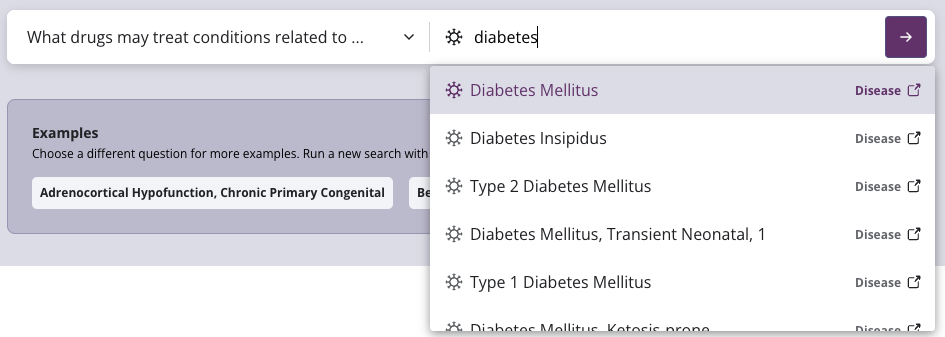 What drugs may treat conditions related to ...
diabetes
Diabetes Mellitus Disease
Diabetes Insipidus Disease
Type 2 Diabetes Mellitus Disease
Diabetes Mellitus, Transient Neonatal, 1 Disease
Type 1 Diabetes Mellitus Disease
Diabetes Mellitus, Ketosis-prone Disease
Examples
Choose a different question for more examples. Run a new search with
Adrenocortical Hypofunction, Chronic Primary Congenital
Be